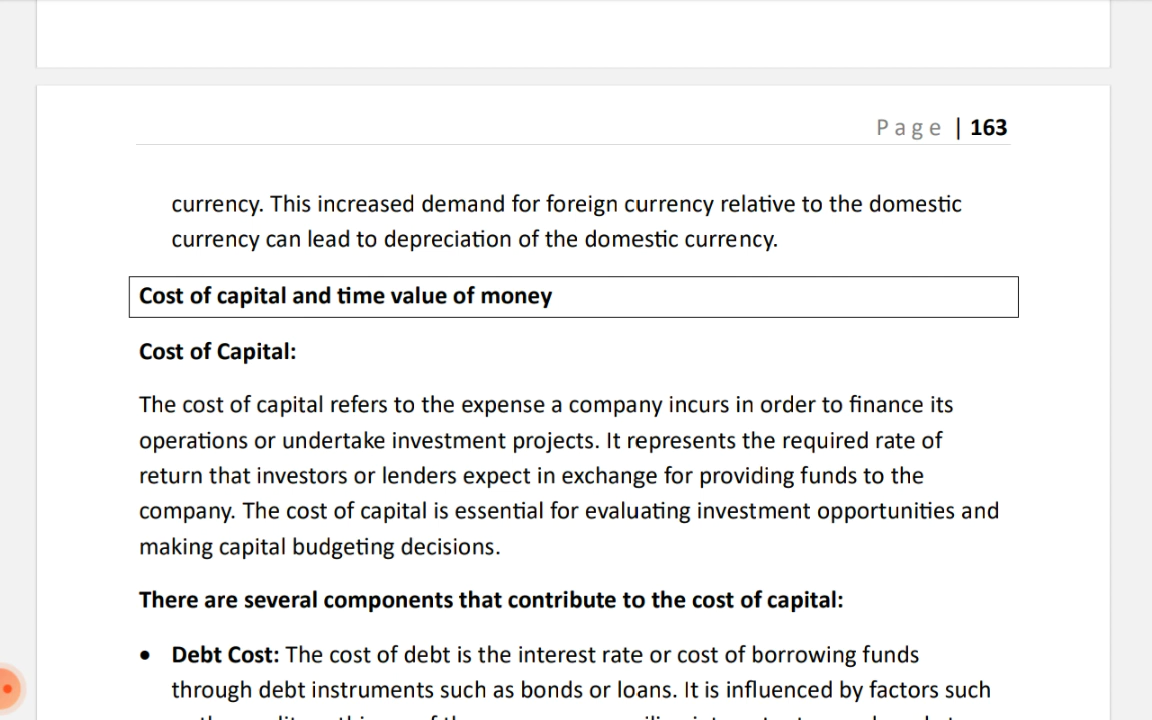 Page | 163
currency. This increased demand for foreign currency relative to the domestic
currency can lead to depreciation of the domestic currency.
Cost of capital and time value of money
Cost of Capital:
The cost of capital refers to the expense a company incurs in order to finance its
operations or undertake investment projects. It represents the required rate of
return that investors or lenders expect in exchange for providing funds to the
company. The cost of capital is essential for evaluating investment opportunities and
making capital budgeting decisions.
There are several components that contribute to the cost of capital:
• Debt Cost: The cost of debt is the interest rate or cost of borrowing funds
through debt instruments such as bonds or loans. It is influenced by factors such